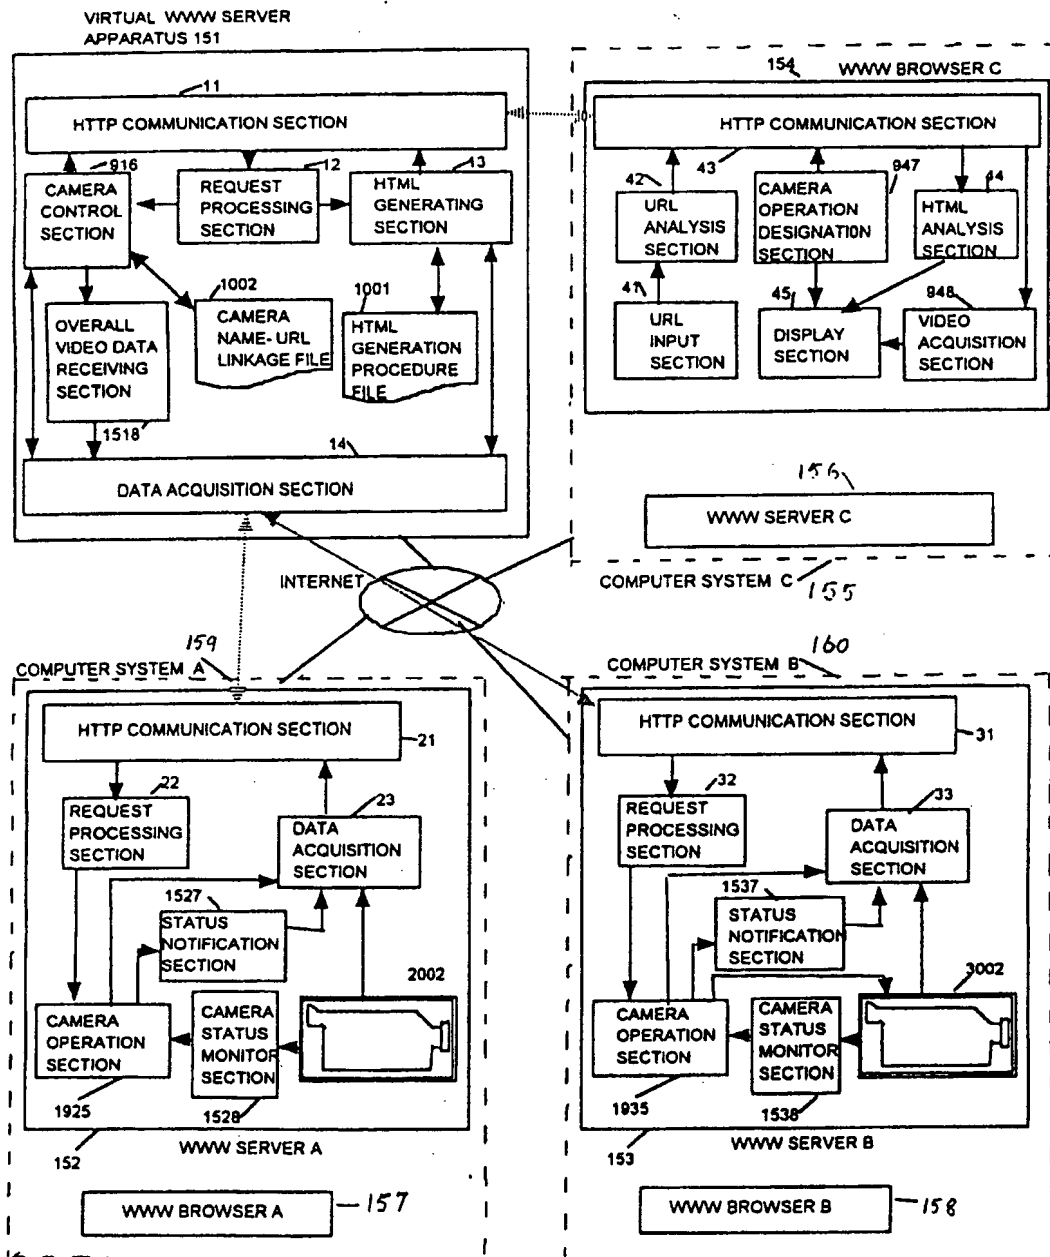 VIRTUAL WWW SERVER
APPARATUS 151
11
HTTP COMMUNICATION SECTION
916
CAMERA
CONTROL
SECTION
12
REQUEST
PROCESSING
SECTION
13
HTML
GENERATING
SECTION
OVERALL
VIDEO DATA
RECEIVING
SECTION
1518
1002
CAMERA
NAME-URL
LINKAGE FILE
1001
HTML
GENERATION
PROCEDURE
FILE
14
DATA ACQUISITION SECTION
154
WWW BROWSER C
HTTP COMMUNICATION SECTION
43
42
URL
ANALYSIS
SECTION
947
CAMERA
OPERATION
DESIGNATION
SECTION
44
HTML
ANALYSIS
SECTION
41
URL
INPUT
SECTION
45
DISPLAY
SECTION
948
VIDEO
ACQUISITION
SECTION
156
WWW SERVER C
COMPUTER SYSTEM C
155
INTERNET
159
COMPUTER SYSTEM A
HTTP COMMUNICATION SECTION
21
22
REQUEST
PROCESSING
SECTION
23
DATA
ACQUISITION
SECTION
1527
STATUS
NOTIFICATION
SECTION
2002
CAMERA
OPERATION
SECTION
1925
CAMERA
STATUS
MONITOR
SECTION
1528
WWW SERVER A
152
WWW BROWSER A
157
160
COMPUTER SYSTEM B
HTTP COMMUNICATION SECTION
31
32
REQUEST
PROCESSING
SECTION
33
DATA
ACQUISITION
SECTION
1537
STATUS
NOTIFICATION
SECTION
3002
CAMERA
OPERATION
SECTION
1935
CAMERA
STATUS
MONITOR
SECTION
1538
WWW SERVER B
153
WWW BROWSER B
158